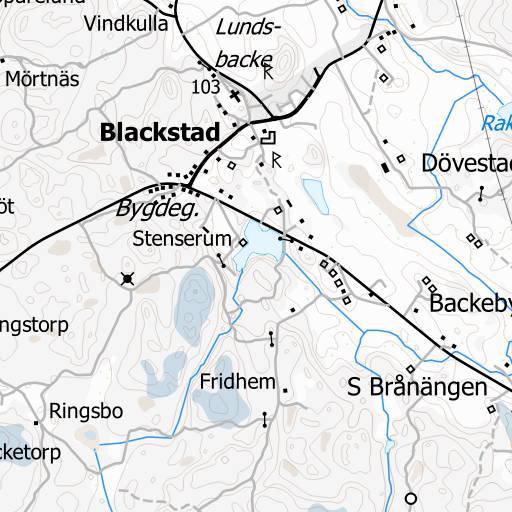 Vindkulla
Lunds-
backe
Mörtnäs
103
Blackstad
Rak
Dövestad
öt
Bygdeg.
Stenserum
ngstorp
Backeby
Fridhem
S Brånängen
Ringsbo
cketorp